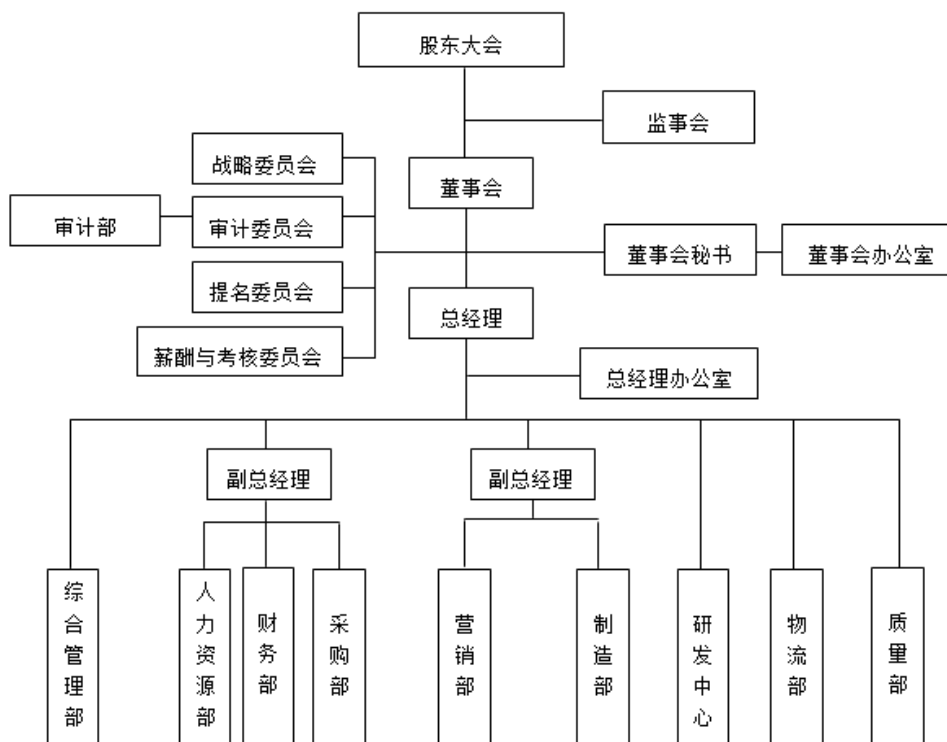 股东大会
监事会
战略委员会
董事会
审计部
审计委员会
董事会秘书
董事会办公室
提名委员会
总经理
薪酬与考核委员会
总经理办公室
副总经理
副总经理
综合管理部
人力资源部
财务部
采购部
营销部
制造部
研发中心
物流部
质量部